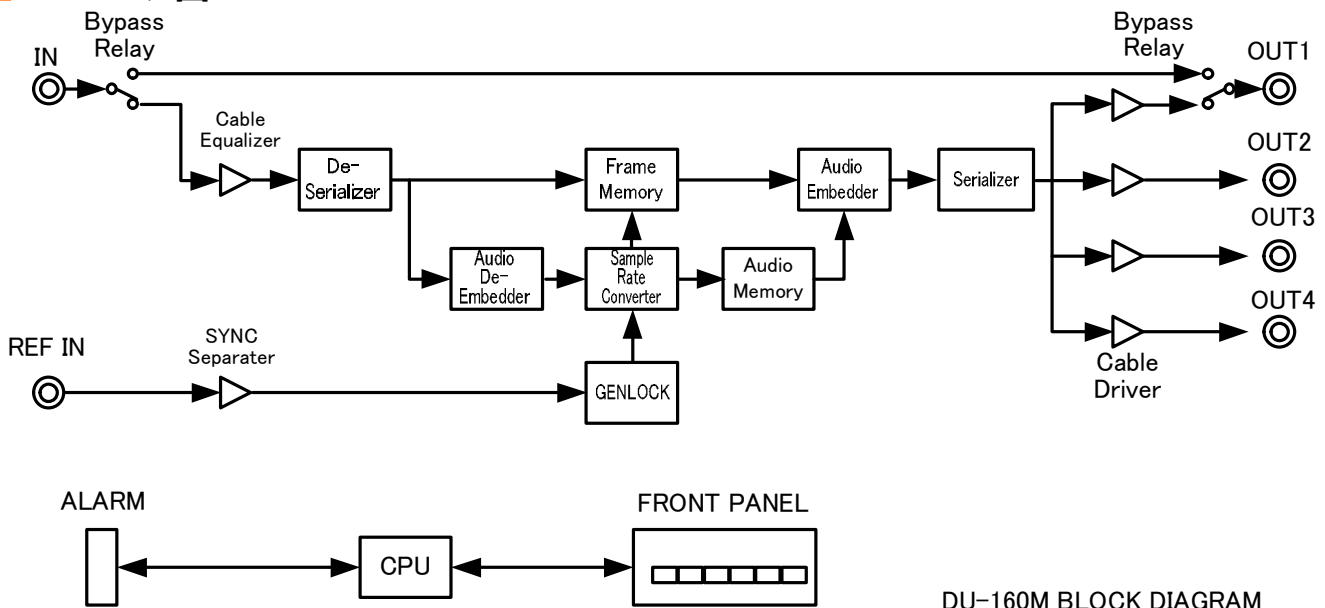 Bypass
Relay
IN
Bypass
Relay
OUT1
Cable
Equalizer
De-
Serializer
Frame
Memory
Audio
Embedder
Serializer
OUT2
OUT3
Audio
De-
Embedder
Sample
Rate
Converter
Audio
Memory
OUT4
REF IN
SYNC
Separater
GENLOCK
Cable
Driver
ALARM
CPU
FRONT PANEL
DU-160M BLOCK DIAGRAM